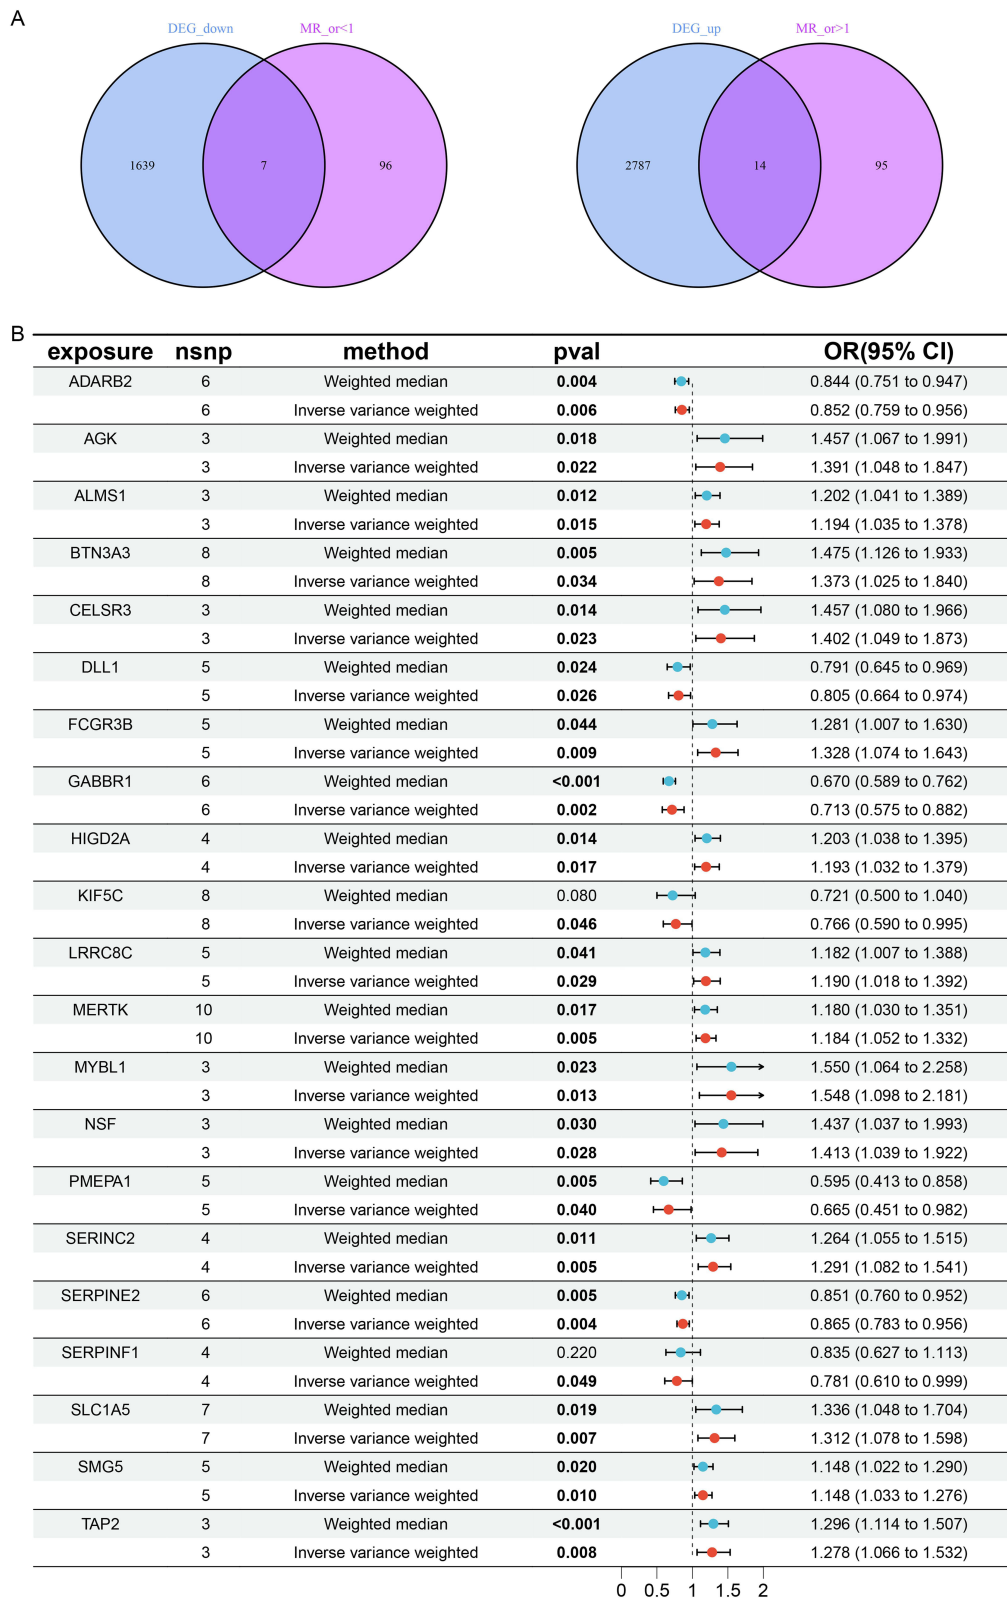 A
DEG_down MR_or<1 DEG_up MR_or>1
1639 7 96 2787 14 95
B
exposure nsnp method pval OR(95% CI)
ADARB2 6 Weighted median 0.004 0.844 (0.751 to 0.947)
6 Inverse variance weighted 0.006 0.852 (0.759 to 0.956)
AGK 3 Weighted median 0.018 1.457 (1.067 to 1.991)
3 Inverse variance weighted 0.022 1.391 (1.048 to 1.847)
ALMS1 3 Weighted median 0.012 1.202 (1.041 to 1.389)
3 Inverse variance weighted 0.015 1.194 (1.035 to 1.378)
BTN3A3 8 Weighted median 0.005 1.475 (1.126 to 1.933)
8 Inverse variance weighted 0.034 1.373 (1.025 to 1.840)
CELSR3 3 Weighted median 0.014 1.457 (1.080 to 1.966)
3 Inverse variance weighted 0.023 1.402 (1.049 to 1.873)
DLL1 5 Weighted median 0.024 0.791 (0.645 to 0.969)
5 Inverse variance weighted 0.026 0.805 (0.664 to 0.974)
FCGR3B 5 Weighted median 0.044 1.281 (1.007 to 1.630)
5 Inverse variance weighted 0.009 1.328 (1.074 to 1.643)
GABBR1 6 Weighted median <0.001 0.670 (0.589 to 0.762)
6 Inverse variance weighted 0.002 0.713 (0.575 to 0.882)
HIGD2A 4 Weighted median 0.014 1.203 (1.038 to 1.395)
4 Inverse variance weighted 0.017 1.193 (1.032 to 1.379)
KIF5C 8 Weighted median 0.080 0.721 (0.500 to 1.040)
8 Inverse variance weighted 0.046 0.766 (0.590 to 0.995)
LRRC8C 5 Weighted median 0.041 1.182 (1.007 to 1.388)
5 Inverse variance weighted 0.029 1.190 (1.018 to 1.392)
MERTK 10 Weighted median 0.017 1.180 (1.030 to 1.351)
10 Inverse variance weighted 0.005 1.184 (1.052 to 1.332)
MYBL1 3 Weighted median 0.023 1.550 (1.064 to 2.258)
3 Inverse variance weighted 0.013 1.548 (1.098 to 2.181)
NSF 3 Weighted median 0.030 1.437 (1.037 to 1.993)
3 Inverse variance weighted 0.028 1.413 (1.039 to 1.922)
PMEPA1 5 Weighted median 0.005 0.595 (0.413 to 0.858)
5 Inverse variance weighted 0.040 0.665 (0.451 to 0.982)
SERINC2 4 Weighted median 0.011 1.264 (1.055 to 1.515)
4 Inverse variance weighted 0.005 1.291 (1.082 to 1.541)
SERPINE2 6 Weighted median 0.005 0.851 (0.760 to 0.952)
6 Inverse variance weighted 0.004 0.865 (0.783 to 0.956)
SERPINF1 4 Weighted median 0.220 0.835 (0.627 to 1.113)
4 Inverse variance weighted 0.049 0.781 (0.610 to 0.999)
SLC1A5 7 Weighted median 0.019 1.336 (1.048 to 1.704)
7 Inverse variance weighted 0.007 1.312 (1.078 to 1.598)
SMG5 5 Weighted median 0.020 1.148 (1.022 to 1.290)
5 Inverse variance weighted 0.010 1.148 (1.033 to 1.276)
TAP2 3 Weighted median <0.001 1.296 (1.114 to 1.507)
3 Inverse variance weighted 0.008 1.278 (1.066 to 1.532)
0 0.5 1 1.5 2